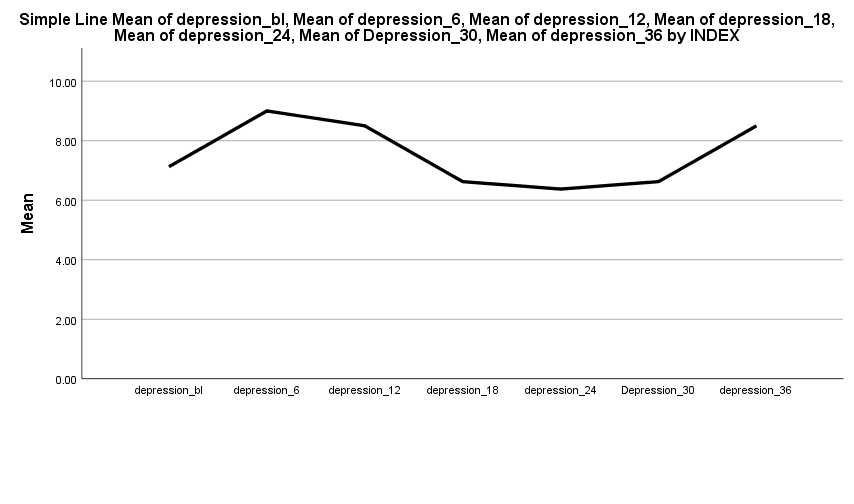 Simple Line Mean of depression_bl, Mean of depression_6, Mean of depression_12, Mean of depression_18,
Mean of depression_24, Mean of Depression_30, Mean of depression_36 by INDEX
10.00
8.00
6.00
4.00
2.00
0.00
Mean
depression_bl depression_6 depression_12 depression_18 depression_24 Depression_30 depression_36